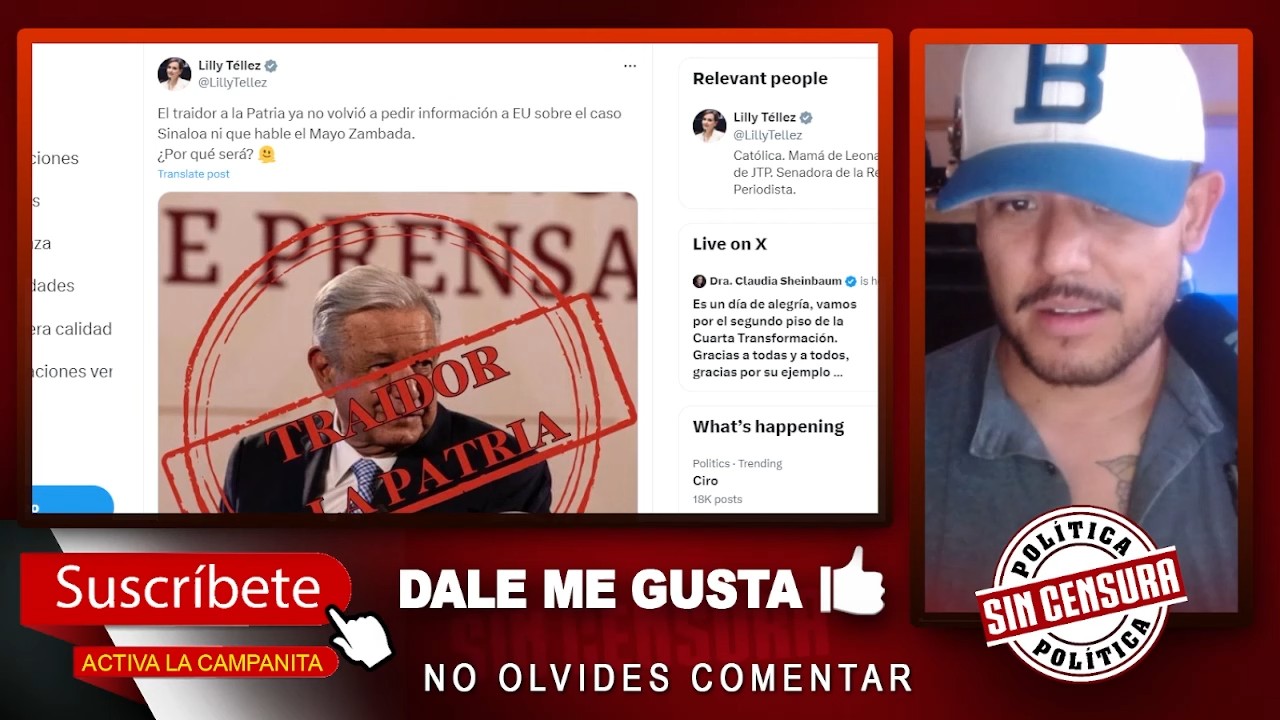 ciones
s
za
dades
era calidad
aciones ver
o
Lilly Téllez
@LillyTellez
El traidor a la Patria ya no volvió a pedir información a EU sobre el caso
Sinaloa ni que hable el Mayo Zambada.
¿Por qué será? 🫠
Translate post
E PRENSA
TRAIDOR
LA PATRIA
Relevant people
Lilly Téllez
@LillyTellez
Católica. Mamá de Leona
de JTP. Senadora de la Re
Periodista.
Live on X
Dra. Claudia Sheinbaum is h
Es un día de alegría, vamos
por el segundo piso de la
Cuarta Transformación.
Gracias a todas y a todos,
gracias por su ejemplo ...
What's happening
Politics · Trending
Ciro
18K posts
B
Suscríbete
ACTIVA LA CAMPANITA
DALE ME GUSTA
NO OLVIDES COMENTAR
SIN CENSURA
POLÍTICA
SIN CENSURA
POLÍTICA